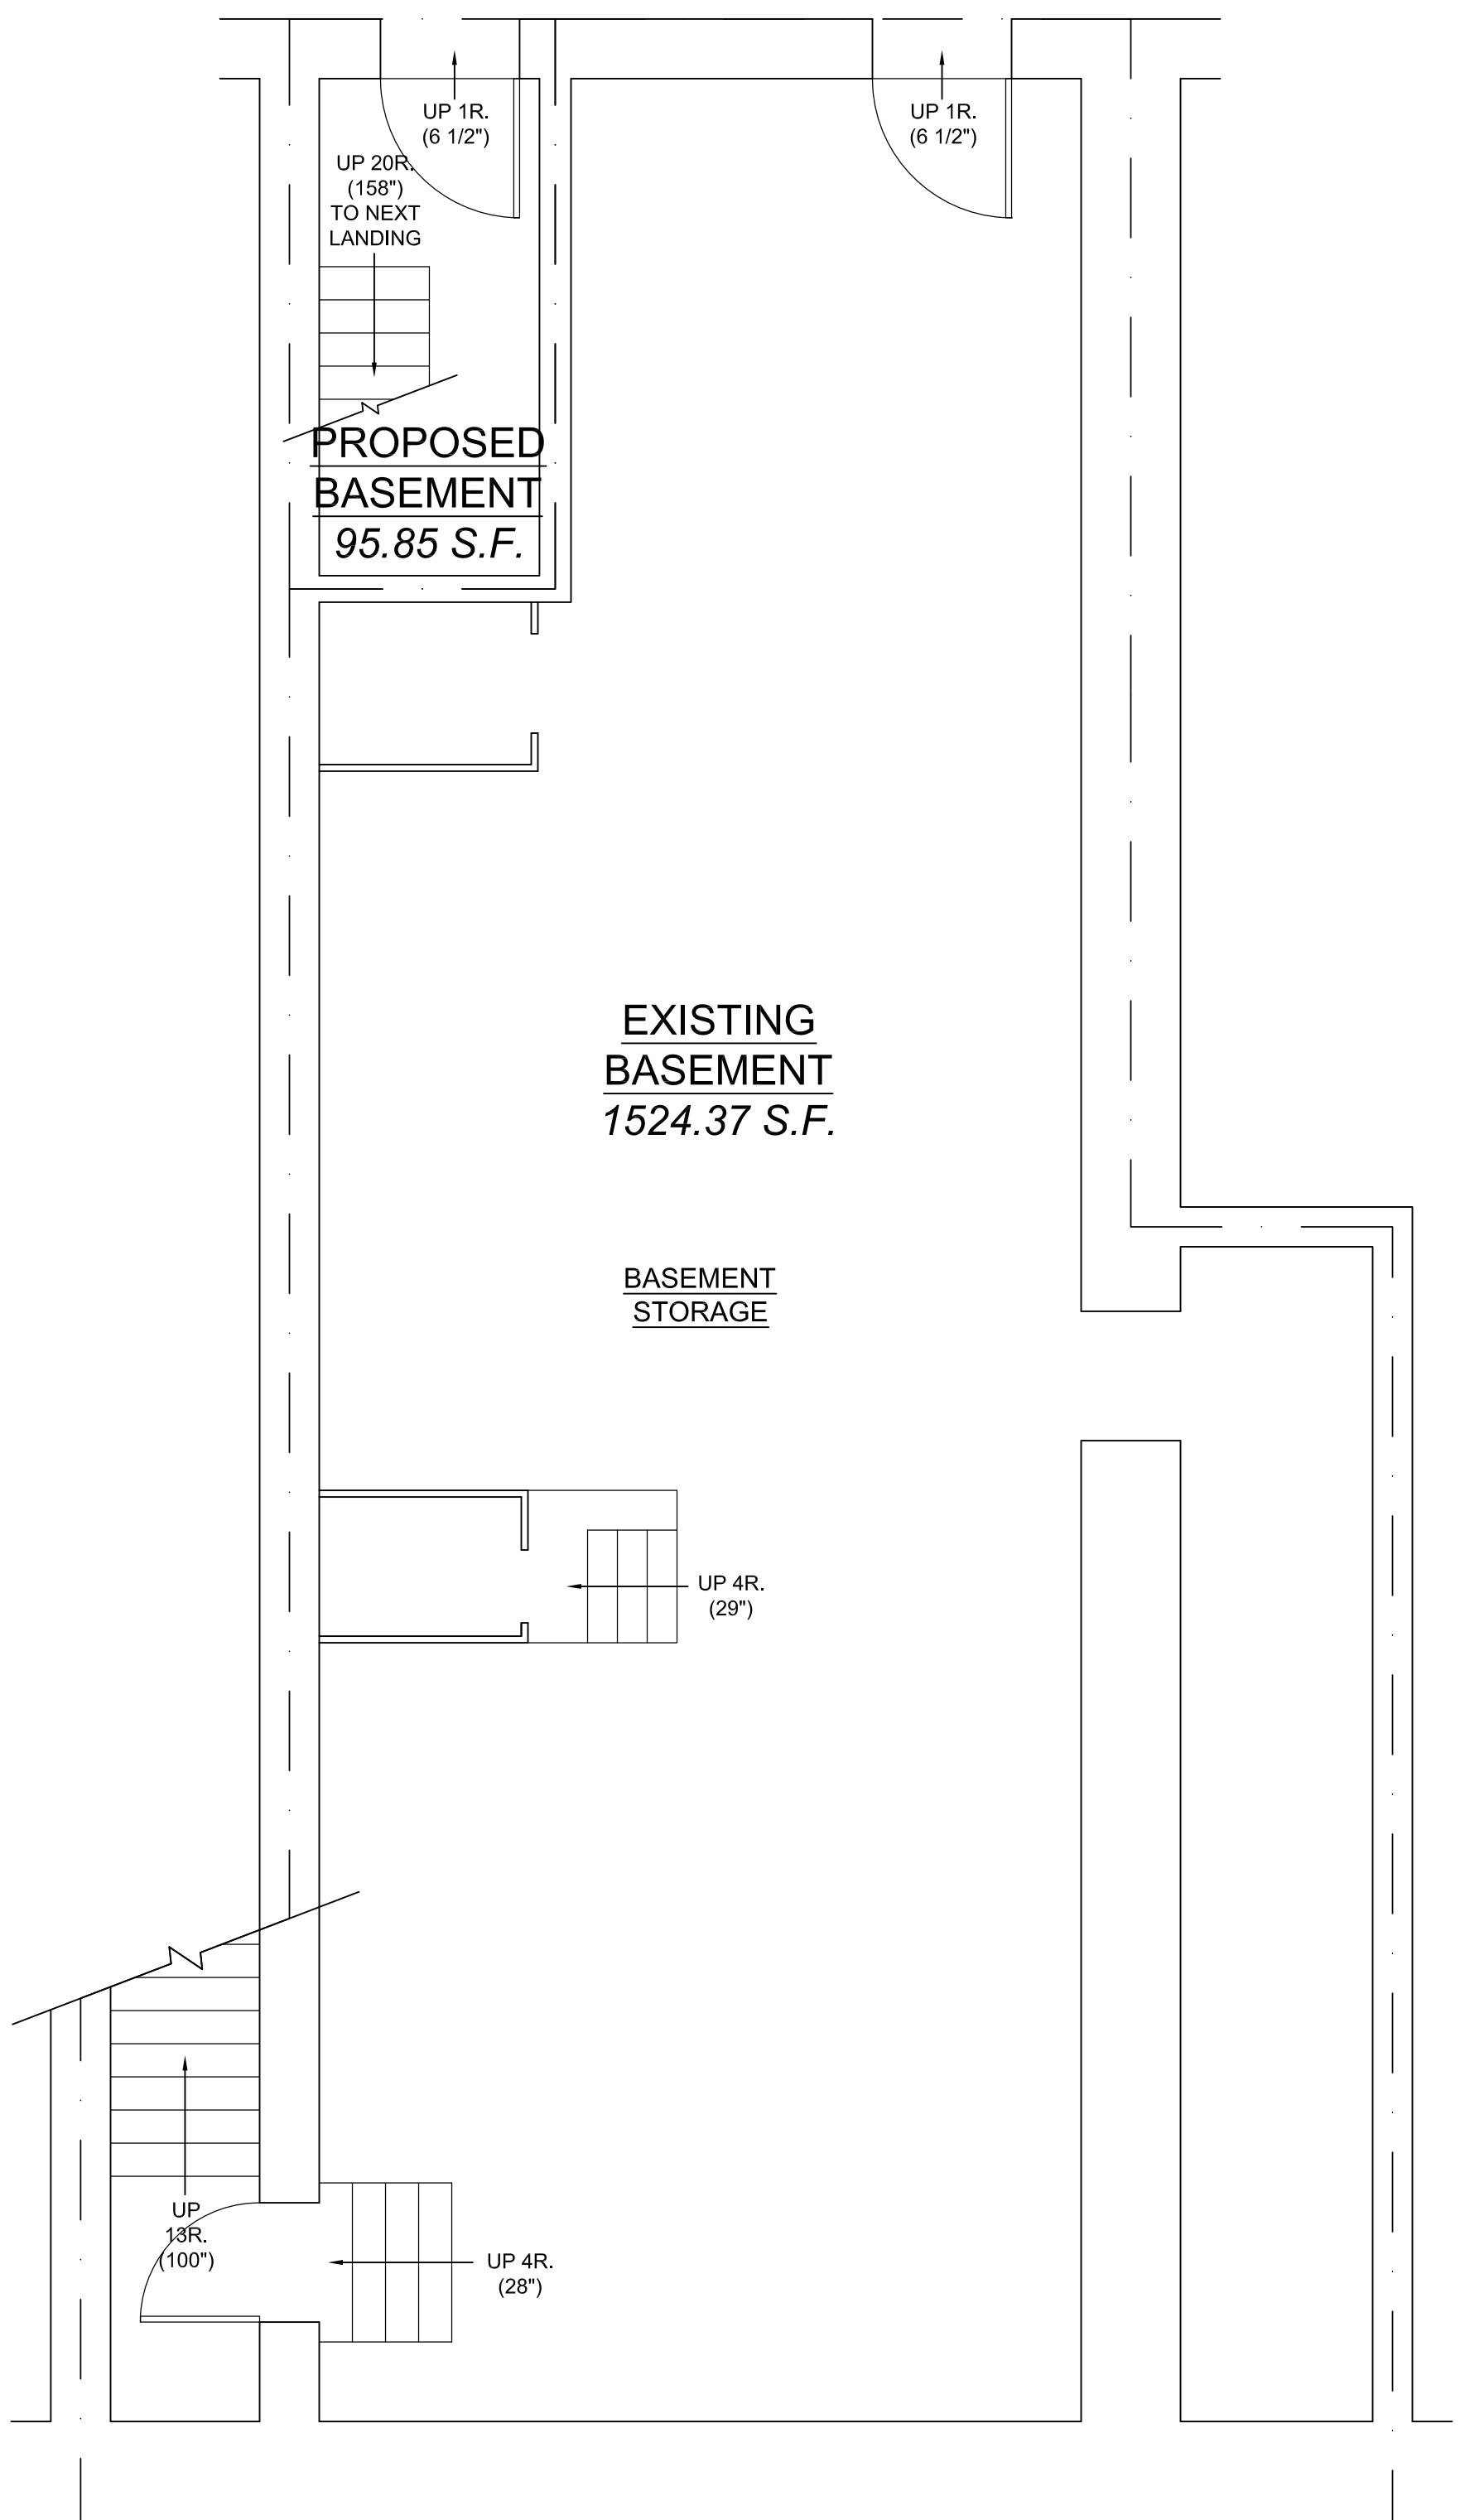 UP 1R.
(6 1/2")
UP 1R.
(6 1/2")
UP 20R.
(158")
TO NEXT
LANDING
PROPOSED
BASEMENT
95.85 S.F.
EXISTING
BASEMENT
1524.37 S.F.
BASEMENT
STORAGE
UP 4R.
(29")
UP
13R.
(100")
UP 4R.
(28")